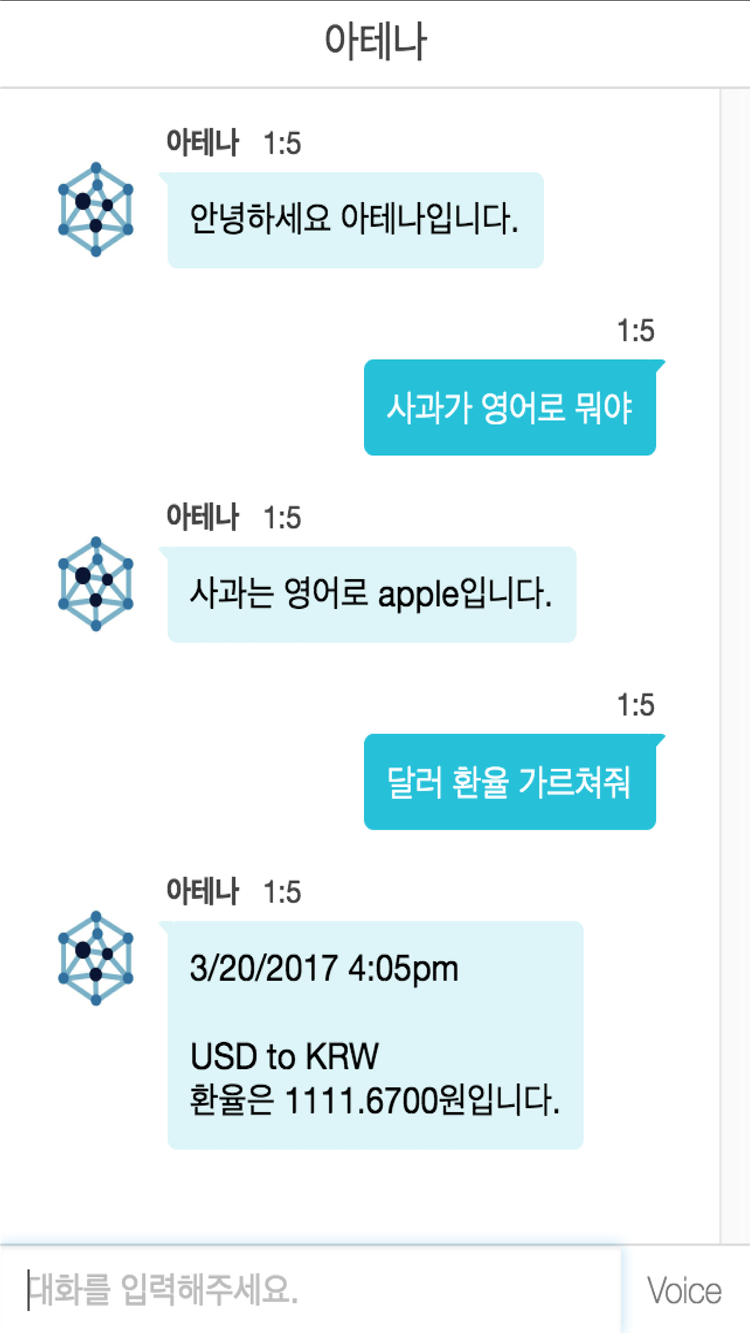 아테나
아테나 1:5
안녕하세요 아테나입니다.
1:5
사과가 영어로 뭐야
아테나 1:5
사과는 영어로 apple입니다.
1:5
달러 환율 가르쳐줘
아테나 1:5
3/20/2017 4:05pm
USD to KRW
환율은 1111.6700원입니다.
대화를 입력해주세요.
Voice